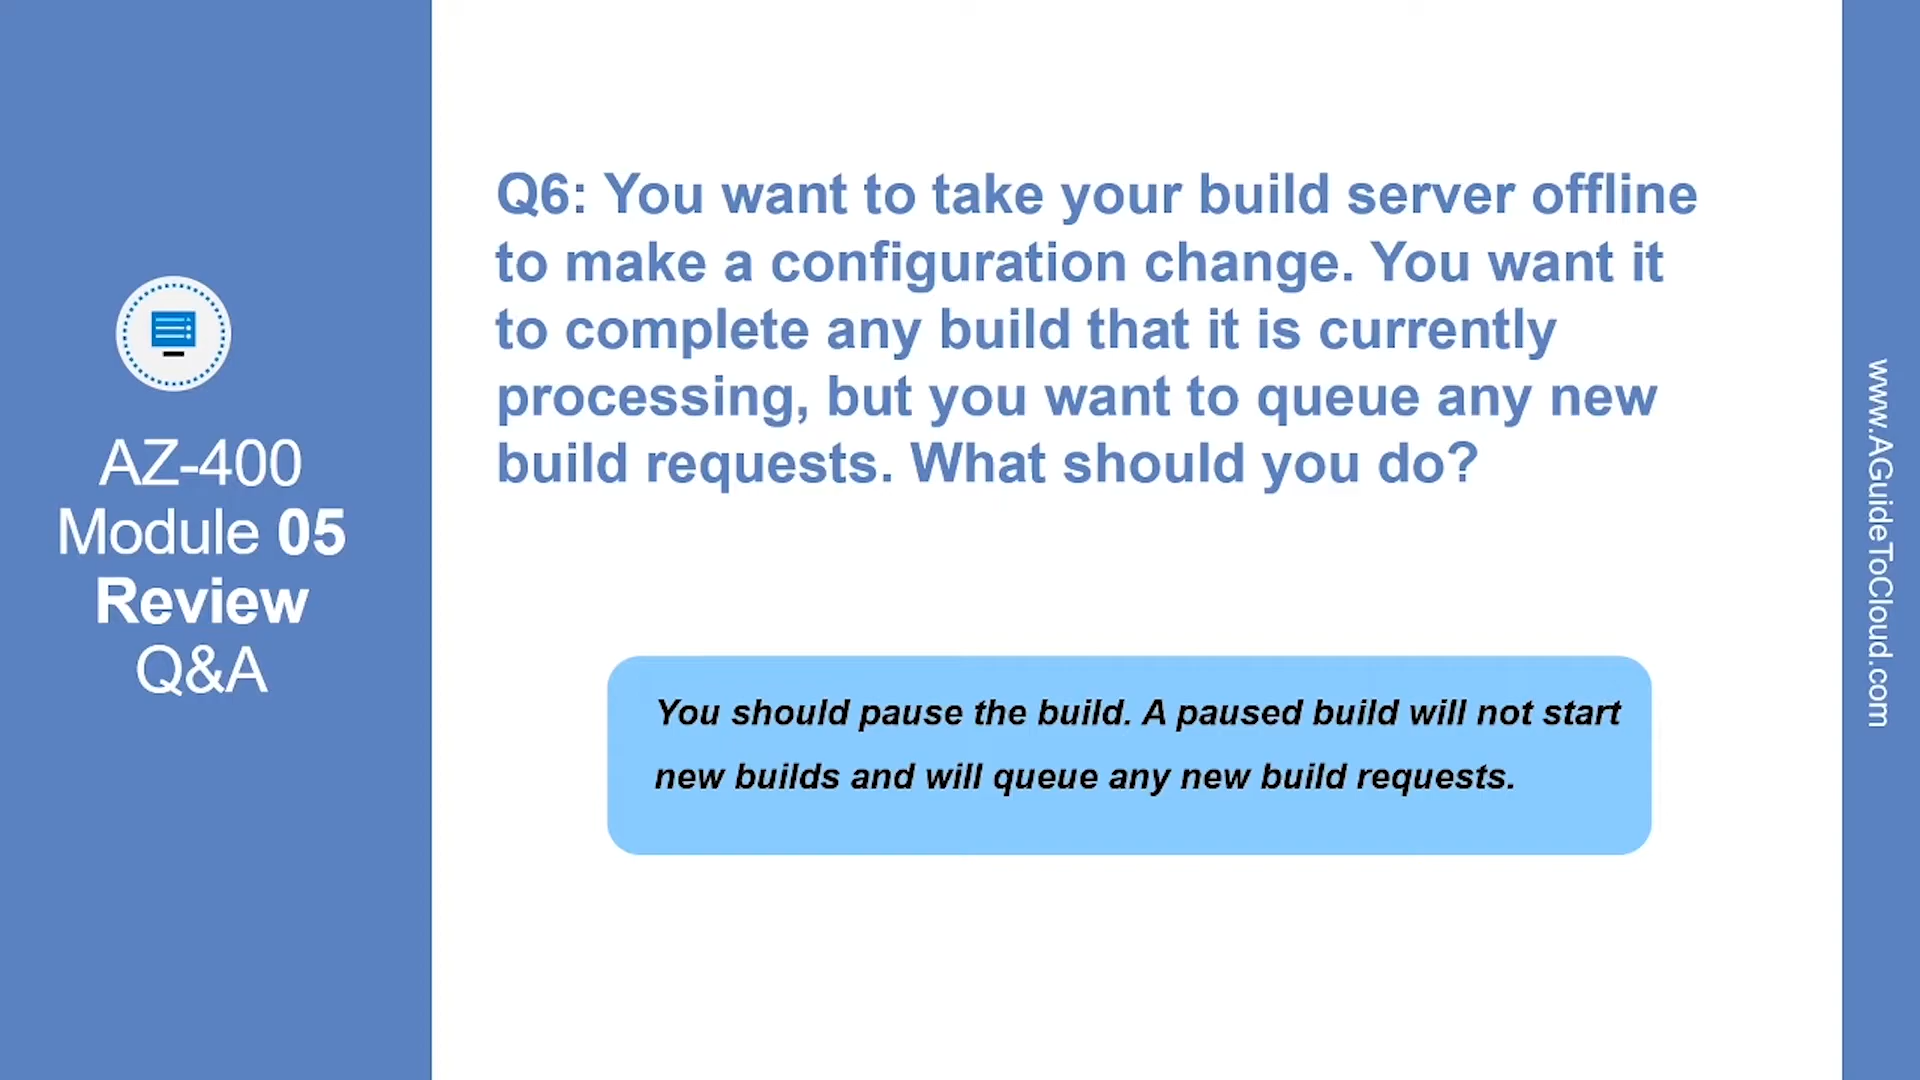 AZ-400
Module 05
Review
Q&A
Q6: You want to take your build server offline
to make a configuration change. You want it
to complete any build that it is currently
processing, but you want to queue any new
build requests. What should you do?
You should pause the build. A paused build will not start
new builds and will queue any new build requests.
www.AGuideToCloud.com